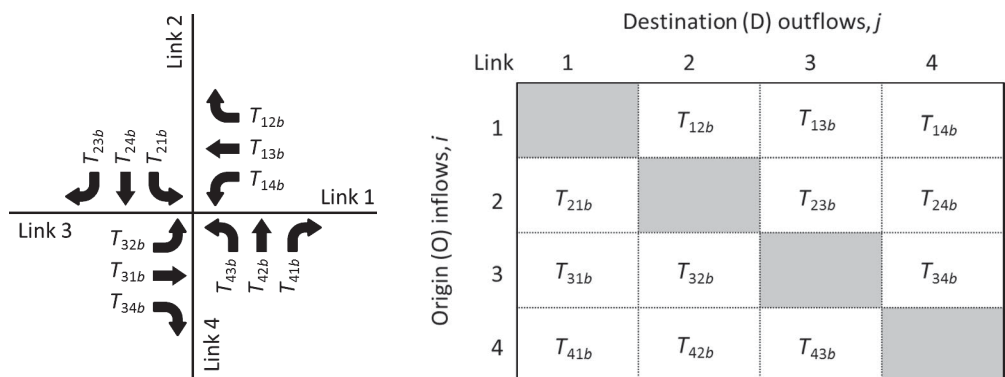 Link 2
T12b
T13b
T14b
T23b
T24b
T21b
Link 1
Link 3
T32b
T31b
T34b
T43b
T42b
T41b
Link 4
Destination (D) outflows, j
Link 1 2 3 4
Origin (O) inflows, i
1 T12b T13b T14b
2 T21b T23b T24b
3 T31b T32b T34b
4 T41b T42b T43b